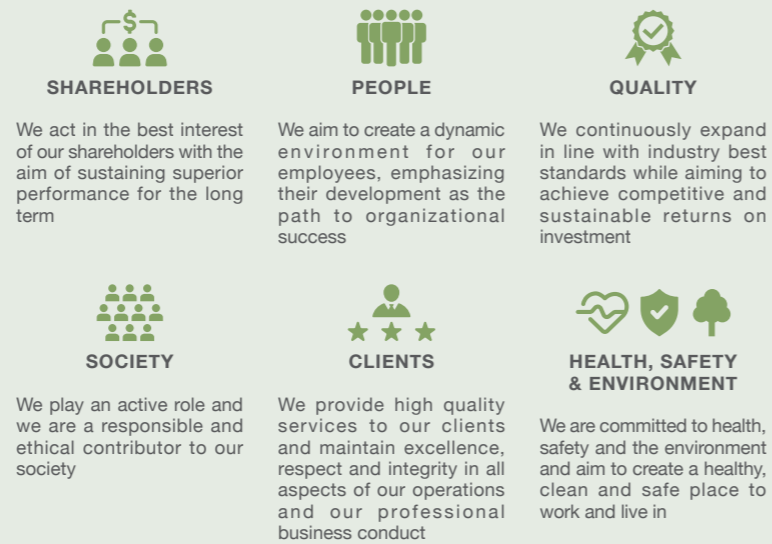 SHAREHOLDERS
We act in the best interest
of our shareholders with the
aim of sustaining superior
performance for the long
term
PEOPLE
We aim to create a dynamic
environment for our
employees, emphasizing
their development as the
path to organizational
success
QUALITY
We continuously expand
in line with industry best
standards while aiming to
achieve competitive and
sustainable returns on
investment
SOCIETY
We play an active role and
we are a responsible and
ethical contributor to our
society
CLIENTS
We provide high quality
services to our clients
and maintain excellence,
respect and integrity in all
aspects of our operations
and our professional
business conduct
HEALTH, SAFETY
& ENVIRONMENT
We are committed to health,
safety and the environment
and aim to create a healthy,
clean and safe place to
work and live in